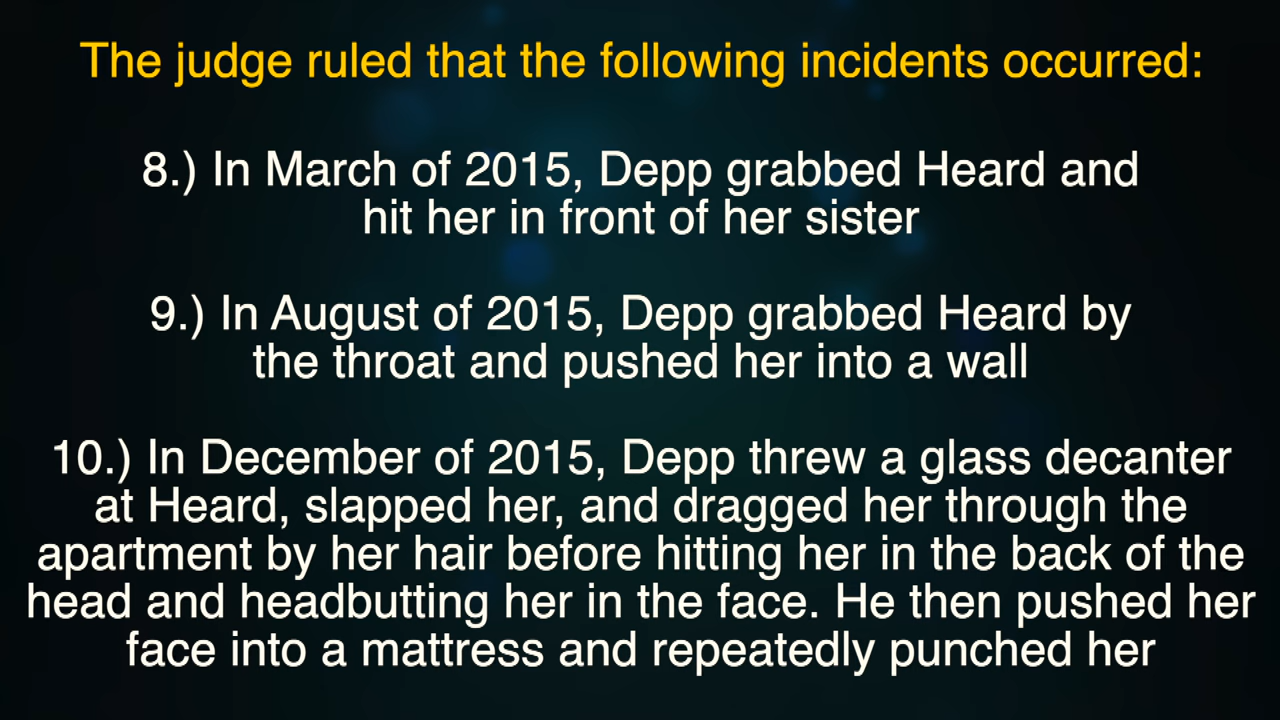 The judge ruled that the following incidents occurred:
8.) In March of 2015, Depp grabbed Heard and
hit her in front of her sister
9.) In August of 2015, Depp grabbed Heard by
the throat and pushed her into a wall
10.) In December of 2015, Depp threw a glass decanter
at Heard, slapped her, and dragged her through the
apartment by her hair before hitting her in the back of the
head and headbutting her in the face. He then pushed her
face into a mattress and repeatedly punched her